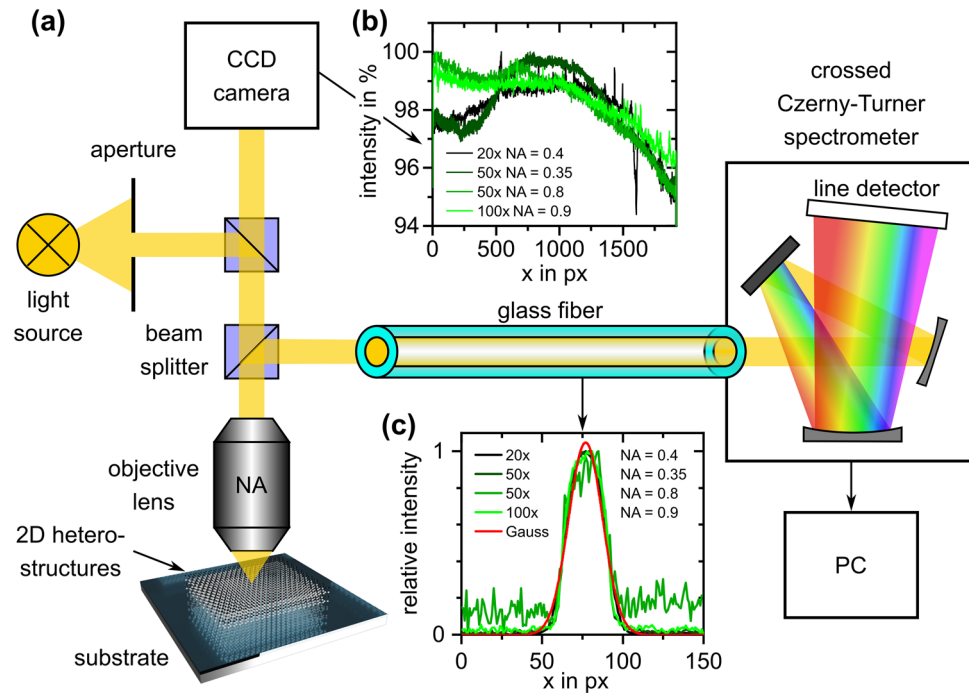 (a)
CCD
camera
aperture
light
source
beam
splitter
objective
lens
NA
2D hetero-
structures
substrate
(b)
intensity in %
100
98
96
94
20x NA = 0.4
50x NA = 0.35
50x NA = 0.8
100x NA = 0.9
0 500 1000 1500
x in px
glass fiber
crossed
Czerny-Turner
spectrometer
line detector
PC
(c)
relative intensity
1
0
20x NA = 0.4
50x NA = 0.35
50x NA = 0.8
100x NA = 0.9
Gauss
0 50 100 150
x in px